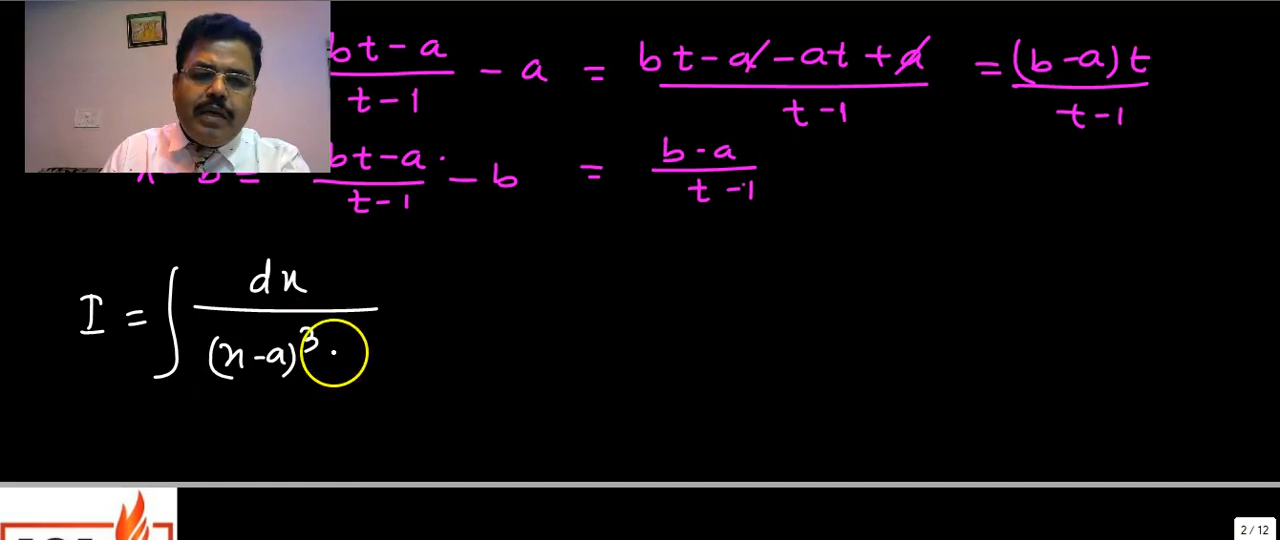 bt - a / t - 1 - a = bt - a - at + a / t - 1 = (b - a) t / t - 1
b = bt - a / t - 1 - b = b - a / t - 1
I = ∫ dx / (x - a)³ ·
2 / 12